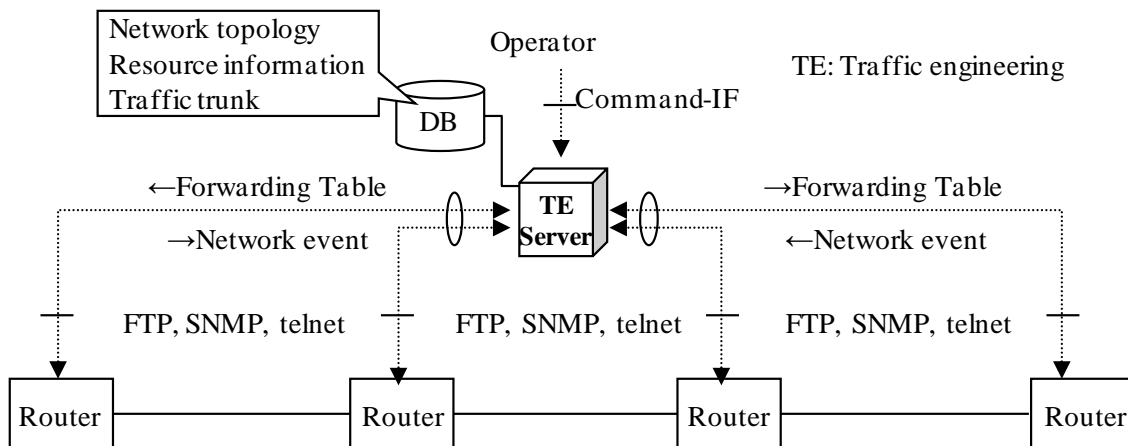 Network topology
Resource information
Traffic trunk
Operator
TE: Traffic engineering
Command-IF
DB
←Forwarding Table
TE
Server
→Forwarding Table
→Network event
←Network event
FTP, SNMP, telnet
FTP, SNMP, telnet
FTP, SNMP, telnet
Router
Router
Router
Router